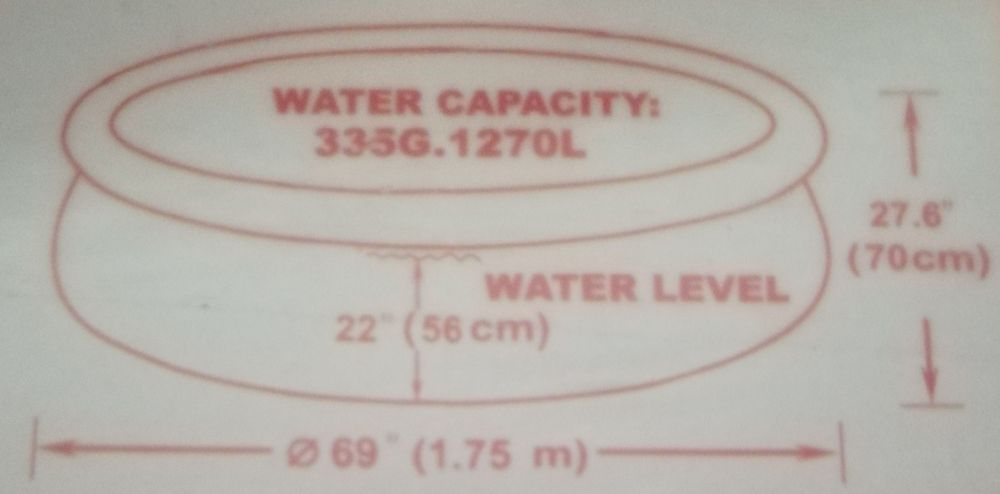 WATER CAPACITY:
335G.1270L
27.6"
(70cm)
WATER LEVEL
22" (56 cm)
Ø 69" (1.75 m)